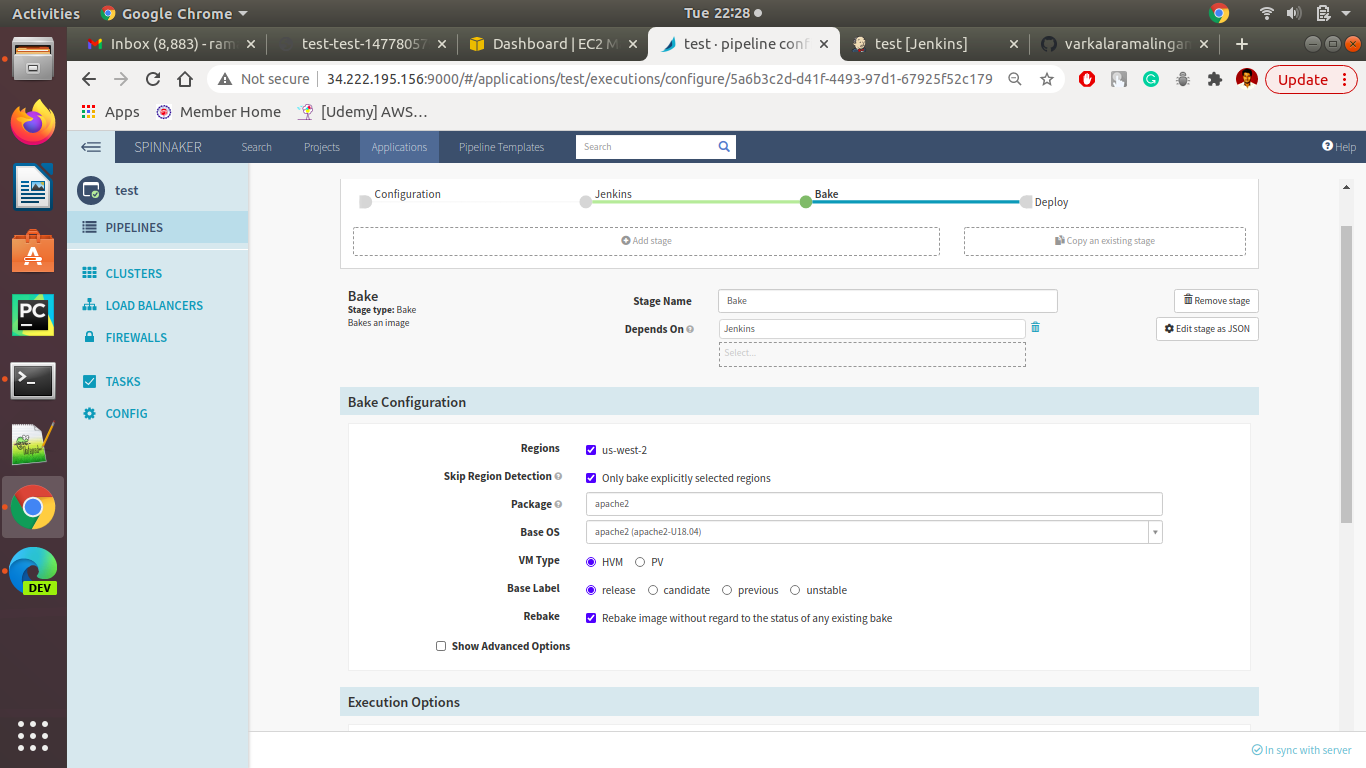 Activities Google Chrome Tue 22:28
Inbox (8,883) - ram test-test-14778057 Dashboard | EC2 M test · pipeline conf test [Jenkins] varkalaramalingam
Not secure 34.222.195.156:9000/#/applications/test/executions/configure/5a6b3c2d-d41f-4493-97d1-67925f52c179 Update
Apps Member Home [Udemy] AWS…
SPINNAKER Search Projects Applications Pipeline Templates Search Help
test
PIPELINES
CLUSTERS
LOAD BALANCERS
FIREWALLS
TASKS
CONFIG
Configuration Jenkins Bake Deploy
Add stage Copy an existing stage
Bake
Stage type: Bake
Bakes an image
Stage Name Bake Remove stage
Depends On Jenkins Edit stage as JSON
Select...
Bake Configuration
Regions us-west-2
Skip Region Detection Only bake explicitly selected regions
Package apache2
Base OS apache2 (apache2-U18.04)
VM Type HVM PV
Base Label release candidate previous unstable
Rebake Rebake image without regard to the status of any existing bake
Show Advanced Options
Execution Options
In sync with server
PC
DEV